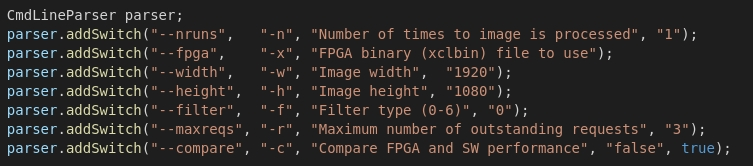 CmdLineParser parser;
parser.addSwitch("--nruns",   "-n", "Number of times to image is processed", "1");
parser.addSwitch("--fpga",    "-x", "FPGA binary (xclbin) file to use");
parser.addSwitch("--width",   "-w", "Image width",  "1920");
parser.addSwitch("--height",  "-h", "Image height", "1080");
parser.addSwitch("--filter",  "-f", "Filter type (0-6)", "0");
parser.addSwitch("--maxreqs", "-r", "Maximum number of outstanding requests", "3");
parser.addSwitch("--compare", "-c", "Compare FPGA and SW performance", "false", true);